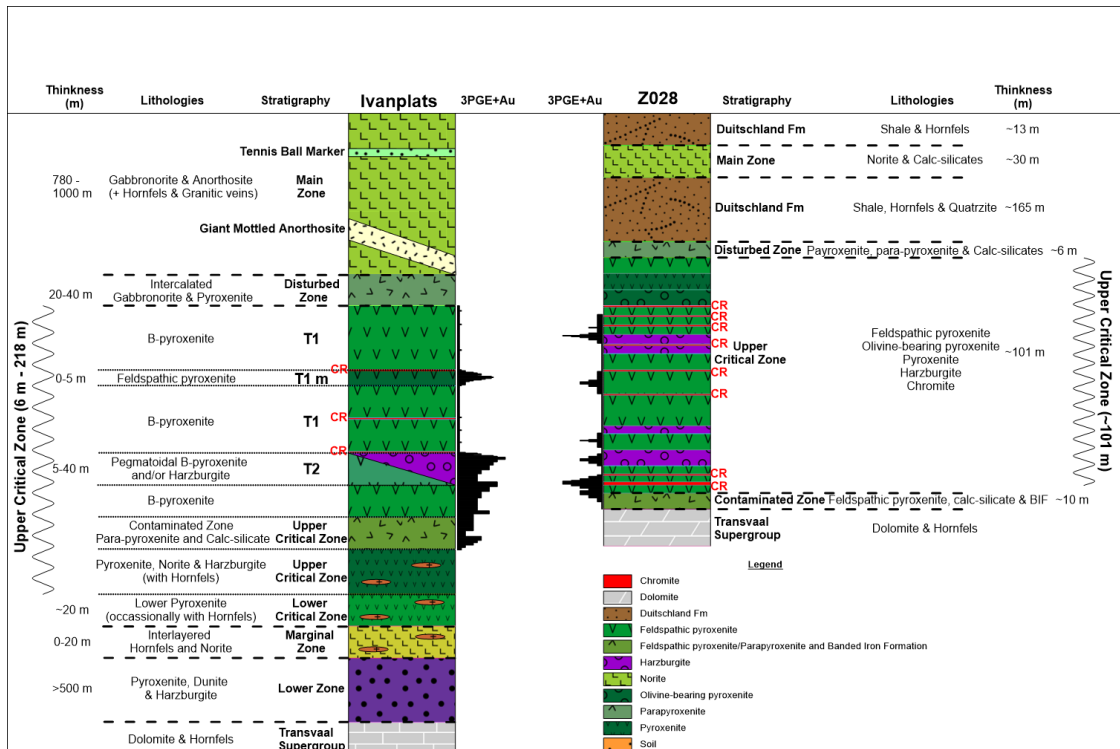 Thinkness
(m)
Lithologies
Stratigraphy
Ivanplats
3PGE+Au
3PGE+Au
Z028
Stratigraphy
Lithologies
Thinkness
(m)
Tennis Ball Marker
780 -
1000 m
Gabbronorite & Anorthosite
(+ Hornfels & Granitic veins)
Main
Zone
Giant Mottled Anorthosite
20-40 m
Intercalated
Gabbronorite & Pyroxenite
Disturbed
Zone
Upper Critical Zone (6 m - 218 m)
B-pyroxenite
T1
CR
0-5 m
Feldspathic pyroxenite
T1 m
B-pyroxenite
T1
CR
CR
5-40 m
Pegmatoidal B-pyroxenite
and/or Harzburgite
T2
B-pyroxenite
Contaminated Zone
Para-pyroxenite and Calc-silicate
Upper
Critical Zone
Pyroxenite, Norite & Harzburgite
(with Hornfels)
Upper
Critical Zone
~20 m
Lower Pyroxenite
(occassionally with Hornfels)
Lower
Critical Zone
0-20 m
Interlayered
Hornfels and Norite
Marginal
Zone
>500 m
Pyroxenite, Dunite
& Harzburgite
Lower Zone
Dolomite & Hornfels
Transvaal
Supergroup
Duitschland Fm
Shale & Hornfels
~13 m
Main Zone
Norite & Calc-silicates
~30 m
Duitschland Fm
Shale, Hornfels & Quatrzite
~165 m
Disturbed Zone
Payroxenite, para-pyroxenite & Calc-silicates
~6 m
CR
CR
CR
CR
CR
CR
CR
CR
Upper
Critical Zone
Feldspathic pyroxenite
Olivine-bearing pyroxenite
Pyroxenite
Harzburgite
Chromite
~101 m
Upper Critical Zone (~101 m)
Contaminated Zone
Feldspathic pyroxenite, calc-silicate & BIF
~10 m
Transvaal
Supergroup
Dolomite & Hornfels
Legend
Chromite
Dolomite
Duitschland Fm
Feldspathic pyroxenite
Feldspathic pyroxenite/Parapyroxenite and Banded Iron Formation
Harzburgite
Norite
Olivine-bearing pyroxenite
Parapyroxenite
Pyroxenite
Soil